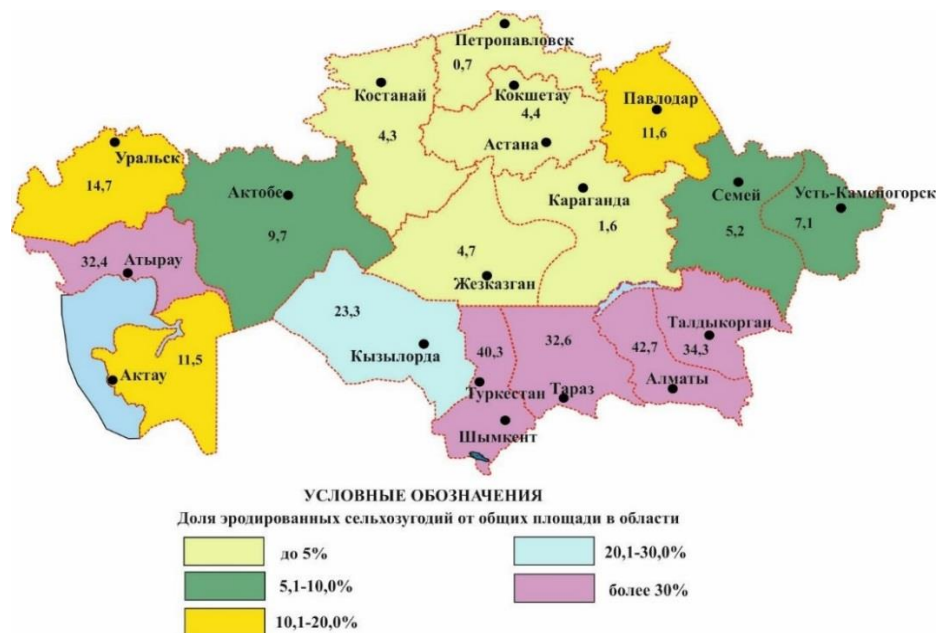 Петропавловск
0,7
Костанай
4,3
Кокшетау
4,4
Астана
Павлодар
11,6
Уральск
14,7
Актобе
9,7
Караганда
1,6
Семей
5,2
Усть-Каменогорск
7,1
32,4
Атырау
4,7
Жезказган
23,3
Кызылорда
11,5
Актау
40,3
Туркестан
32,6
Тараз
42,7
Алматы
Талдыкорган
34,3
Шымкент
УСЛОВНЫЕ ОБОЗНАЧЕНИЯ
Доля эродированных сельхозугодий от общих площади в области
до 5%
5,1-10,0%
10,1-20,0%
20,1-30,0%
более 30%